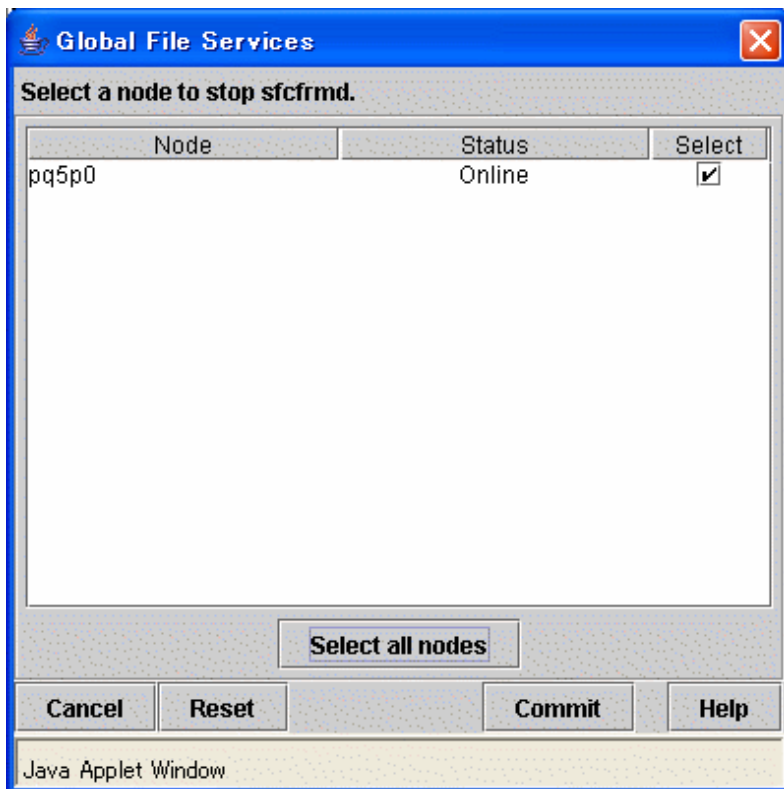 Global File Services
Select a node to stop sfcfrmd.
Node Status Select
pq5p0 Online
Select all nodes
Cancel Reset Commit Help
Java Applet Window